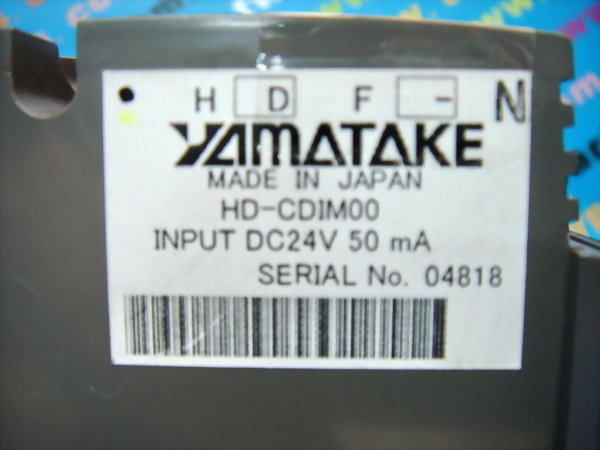 H D F - N
YAMATAKE
MADE IN JAPAN
HD-CDIM00
INPUT DC24V 50 mA
SERIAL No. 04818